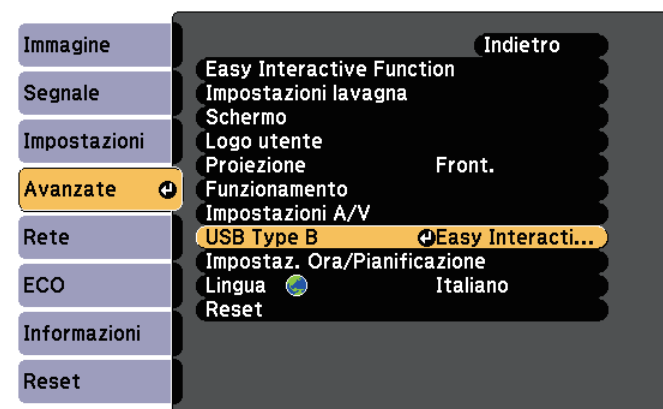 Immagine
Segnale
Impostazioni
Avanzate
Rete
ECO
Informazioni
Reset
Indietro
Easy Interactive Function
Impostazioni lavagna
Schermo
Logo utente
Proiezione Front.
Funzionamento
Impostazioni A/V
USB Type B Easy Interacti...
Impostaz. Ora/Pianificazione
Lingua Italiano
Reset